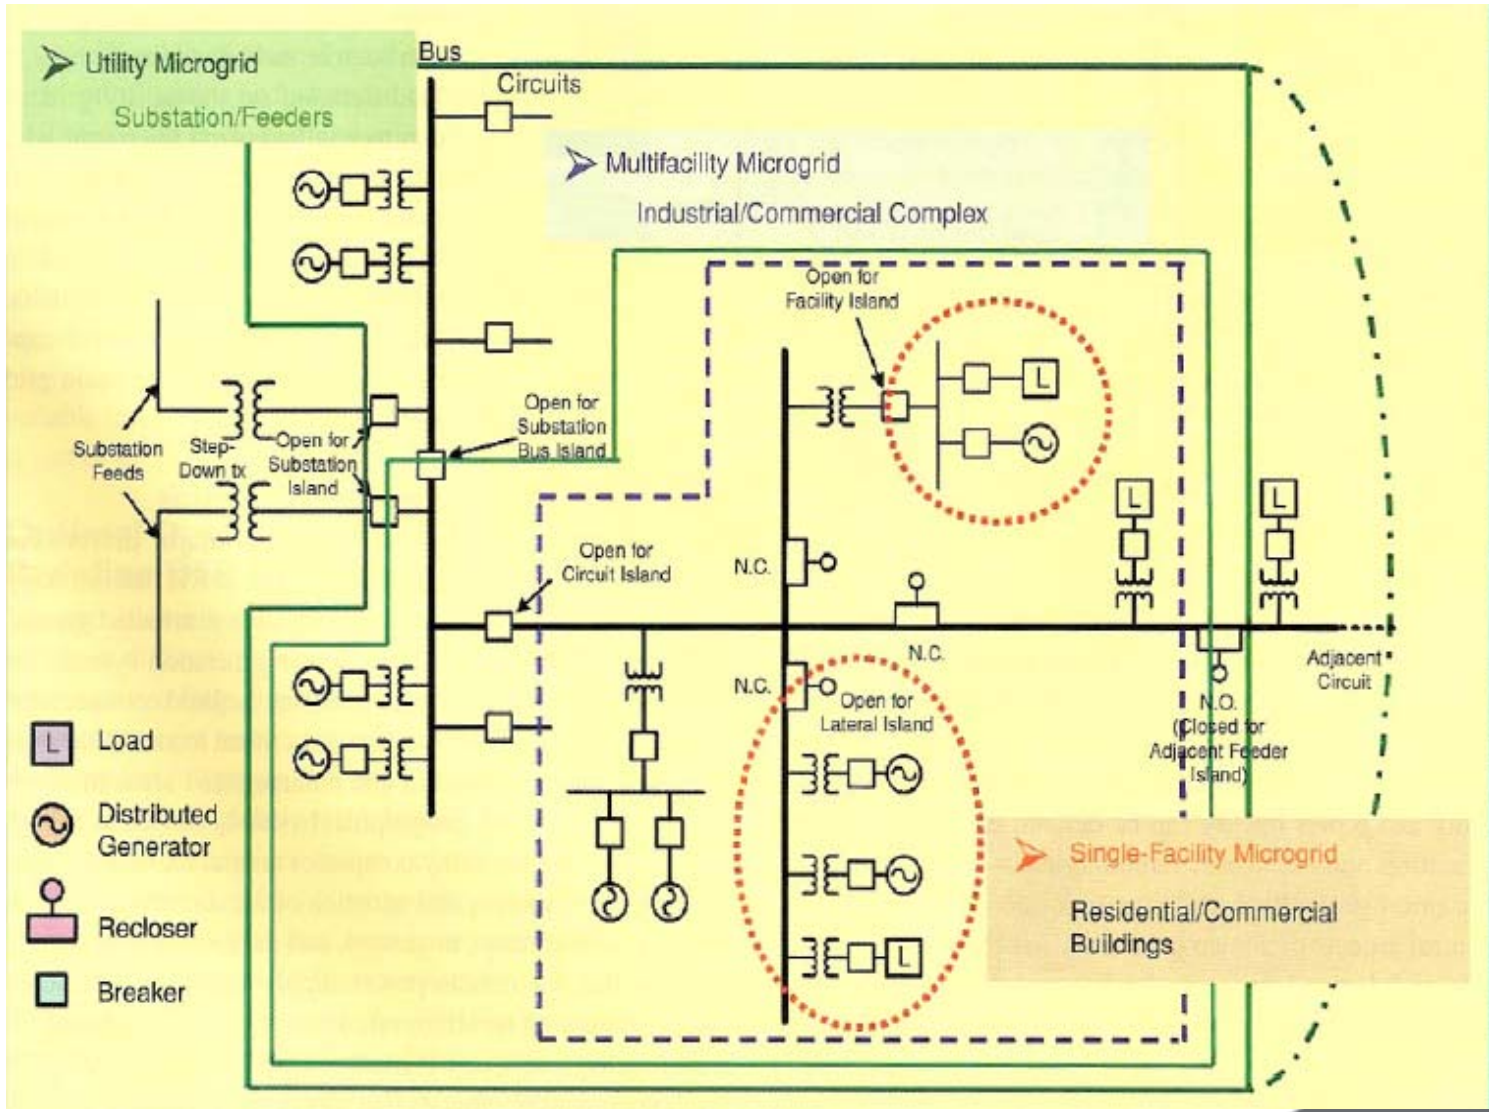 Utility Microgrid
Substation/Feeders
Bus
Circuits
Multifacility Microgrid
Industrial/Commercial Complex
Open for
Facility Island
L
Open for
Substation
Bus Island
Substation
Feeds
Step-
Down tx
Open for
Substation
Island
L
L
Open for
Circuit Island
N.C.
N.C.
N.C.
Open for
Lateral Island
Adjacent
Circuit
N.O.
(Closed for
Adjacent Feeder
Island)
L
L Load
Distributed
Generator
Recloser
Breaker
Single-Facility Microgrid
Residential/Commercial
Buildings